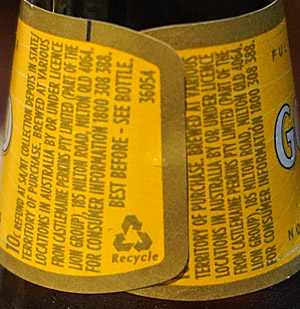 10c REFUND AT SA/NT COLLECTION DEPOTS IN STATE/
TERRITORY OF PURCHASE. BREWED AT VARIOUS
LOCATIONS IN AUSTRALIA BY OR UNDER LICENCE
FROM CASTLEMAINE PERKINS PTY LIMITED (PART OF THE
LION GROUP), 185 MILTON ROAD, MILTON QLD 4064.
FOR CONSUMER INFORMATION 1800 308 388.
BEST BEFORE - SEE BOTTLE.
36054
Recycle
TERRITORY OF PURCHASE. BREWED AT VARIOUS
LOCATIONS IN AUSTRALIA BY OR UNDER LICENCE
FROM CASTLEMAINE PERKINS PTY LIMITED (PART OF THE
LION GROUP), 185 MILTON ROAD, MILTON QLD 4064.
FOR CONSUMER INFORMATION 1800 308 388.
FUL
G
NO